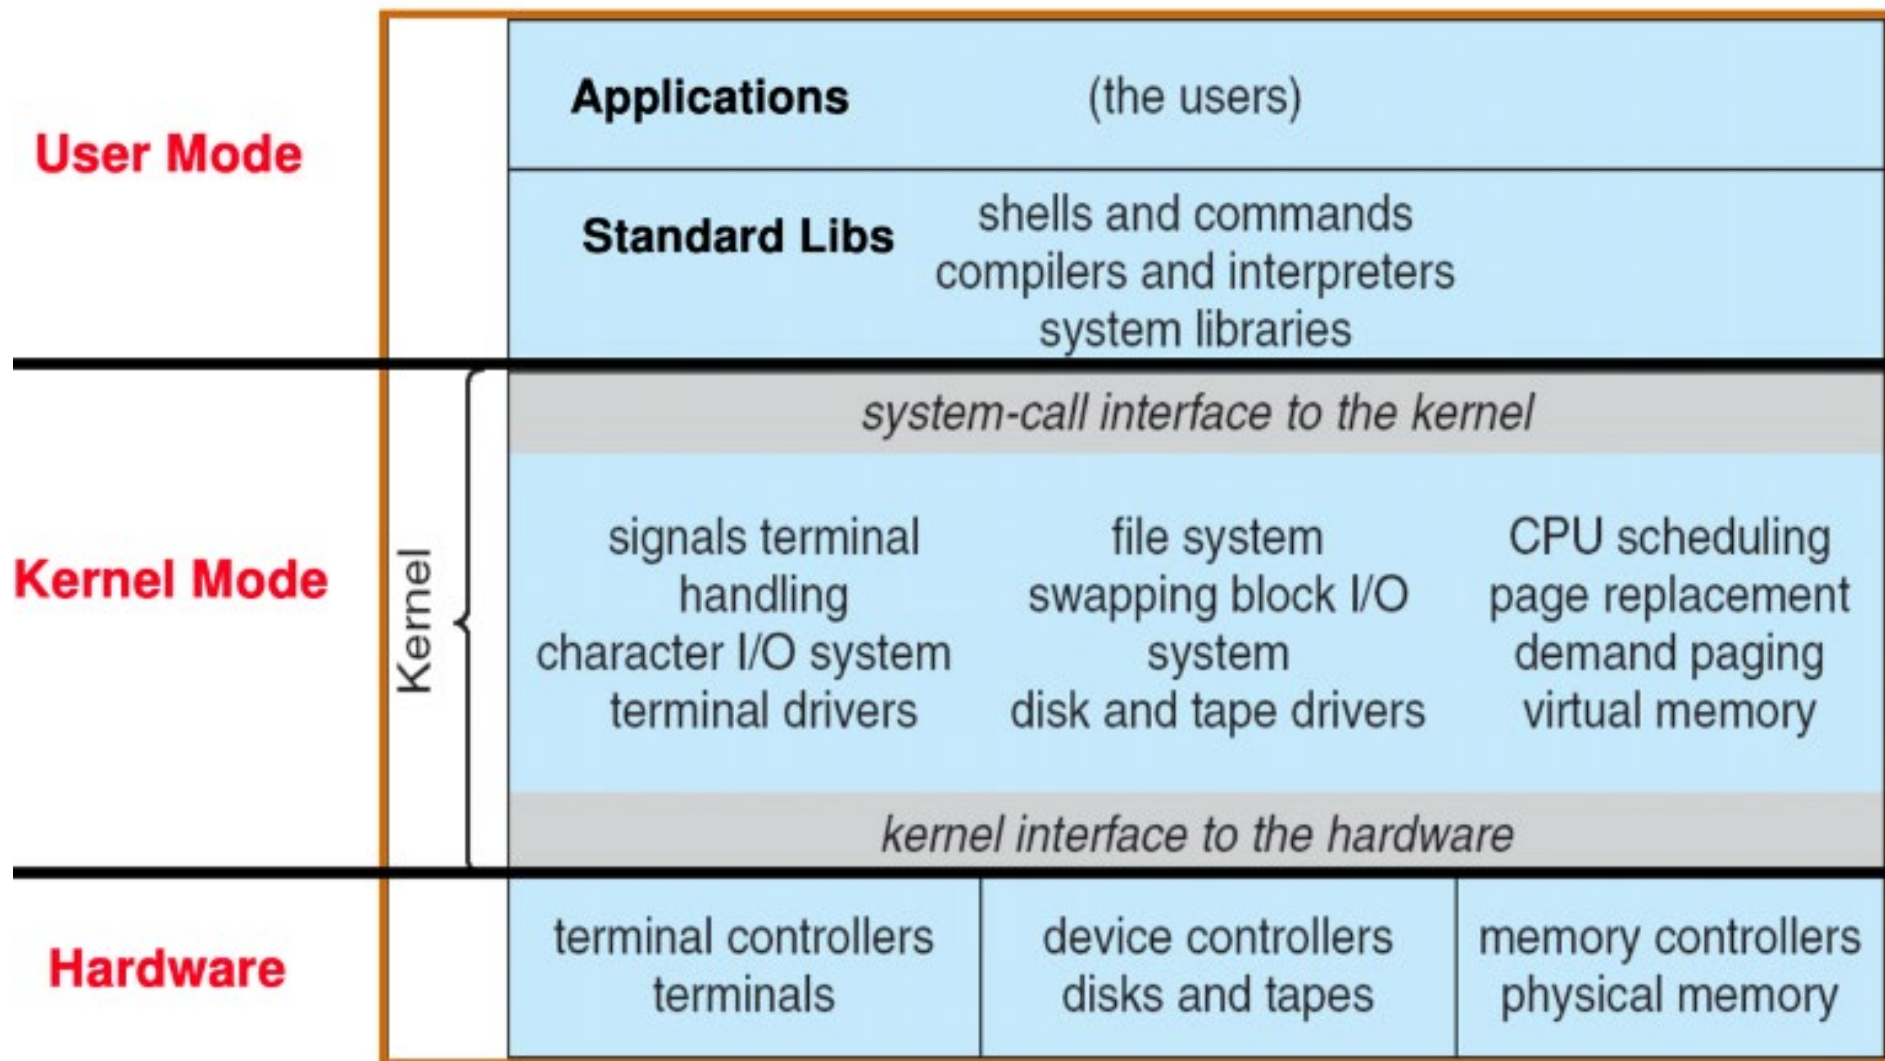 User Mode
Applications (the users)
Standard Libs
shells and commands
compilers and interpreters
system libraries
Kernel Mode
Kernel
system-call interface to the kernel
signals terminal
handling
character I/O system
terminal drivers
file system
swapping block I/O
system
disk and tape drivers
CPU scheduling
page replacement
demand paging
virtual memory
kernel interface to the hardware
Hardware
terminal controllers
terminals
device controllers
disks and tapes
memory controllers
physical memory